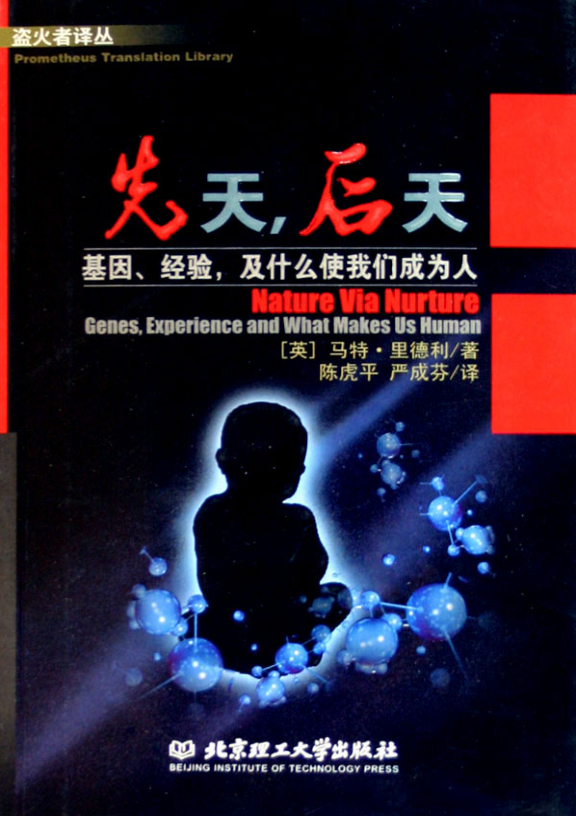 盗火者译丛
Prometheus Translation Library
先天,后天
基因、经验,及什么使我们成为人
Nature Via Nurture
Genes, Experience and What Makes Us Human
[英] 马特·里德利/著
陈虎平 严成芬/译
北京理工大学出版社
BEIJING INSTITUTE OF TECHNOLOGY PRESS